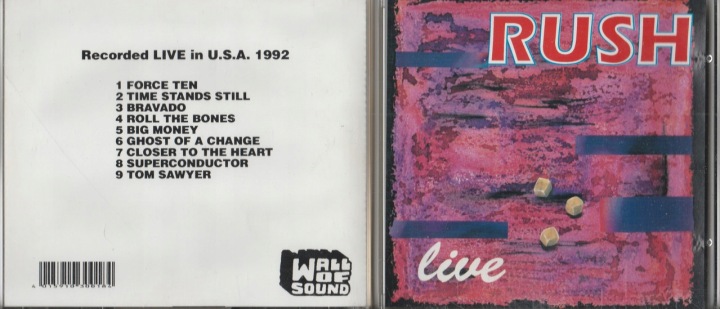 Recorded LIVE in U.S.A. 1992
1 FORCE TEN
2 TIME STANDS STILL
3 BRAVADO
4 ROLL THE BONES
5 BIG MONEY
6 GHOST OF A CHANGE
7 CLOSER TO THE HEART
8 SUPERCONDUCTOR
9 TOM SAWYER
WALL
OF
SOUND
RUSH
live